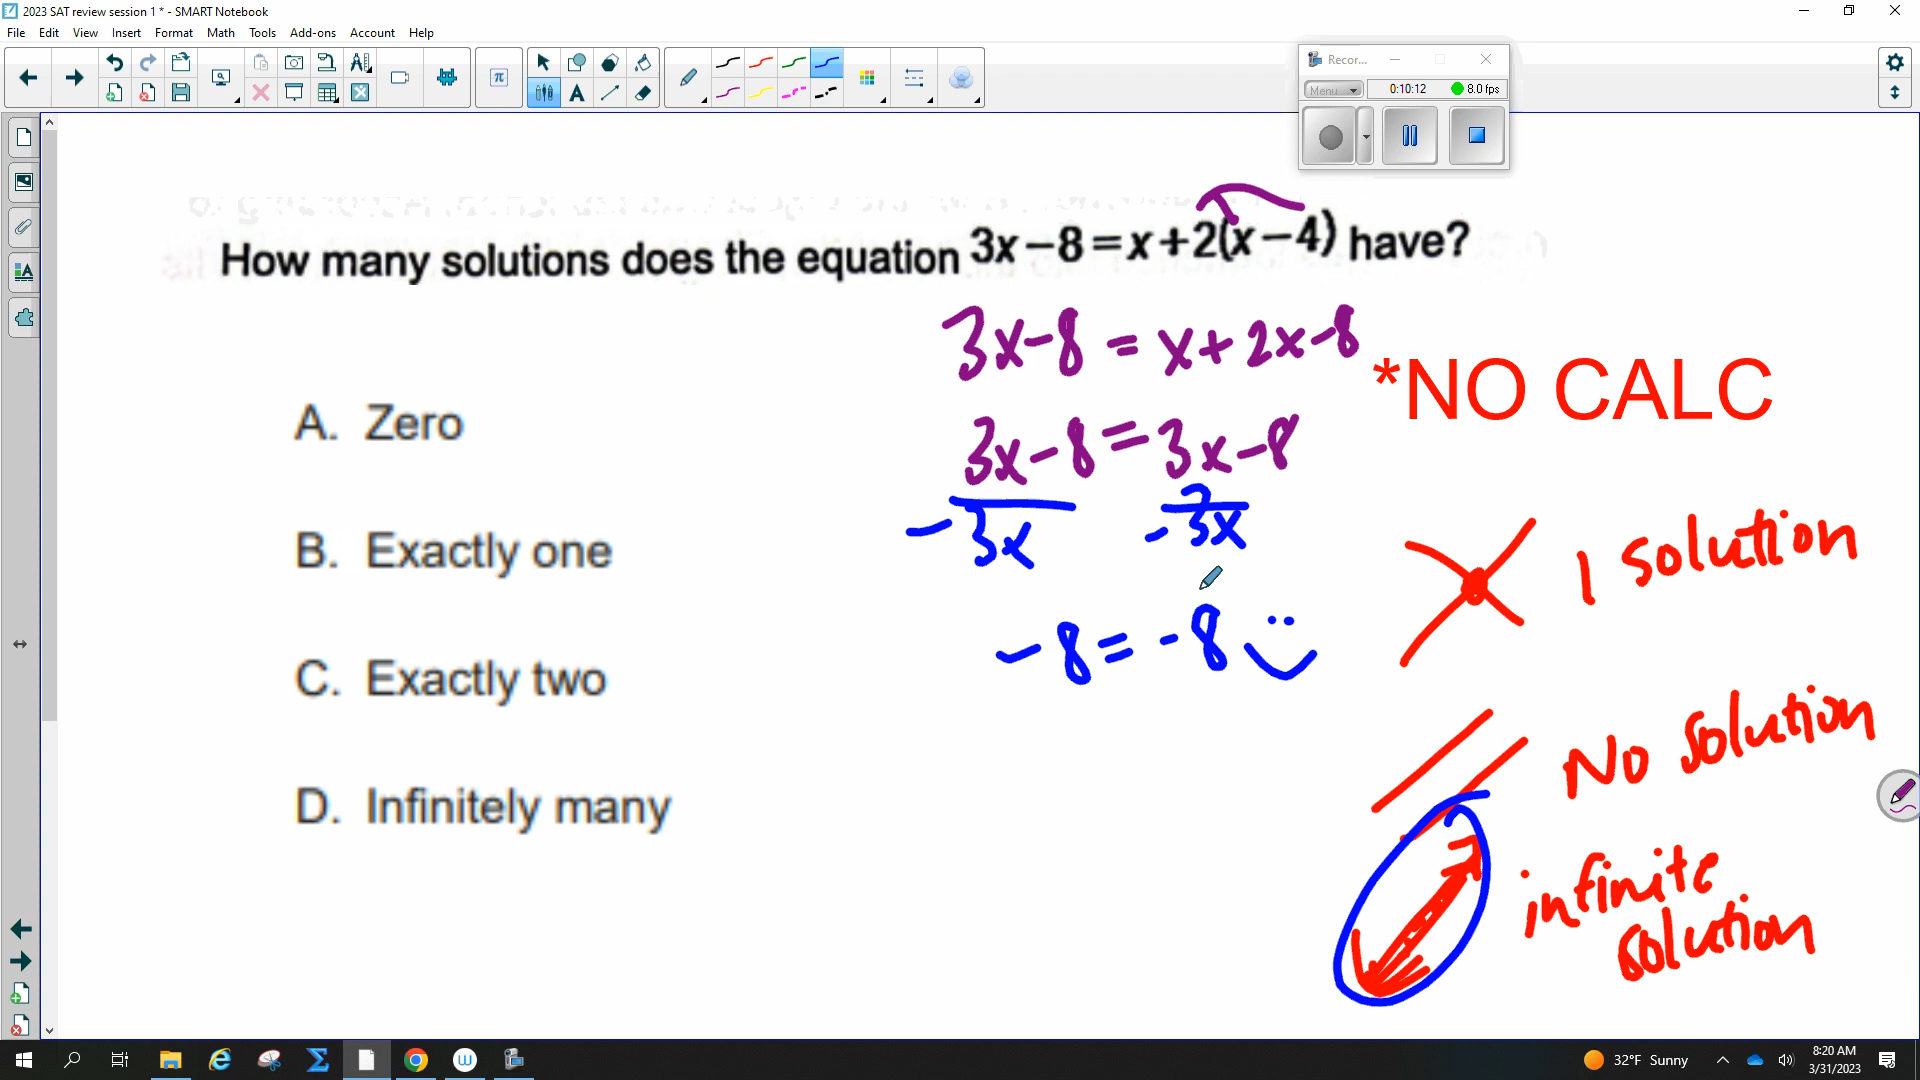 2023 SAT review session 1 * - SMART Notebook
File Edit View Insert Format Math Tools Add-ons Account Help
Recor...
Menu 0:10:12 8.0 fps
How many solutions does the equation 3x−8=x+2(x−4) have?
3x-8 = x+2x-8
*NO CALC
A. Zero
3x-8=3x-8
-3x -3x
1 solution
B. Exactly one
-8=-8
C. Exactly two
No solution
D. Infinitely many
infinite
solution
32°F Sunny
8:20 AM
3/31/2023